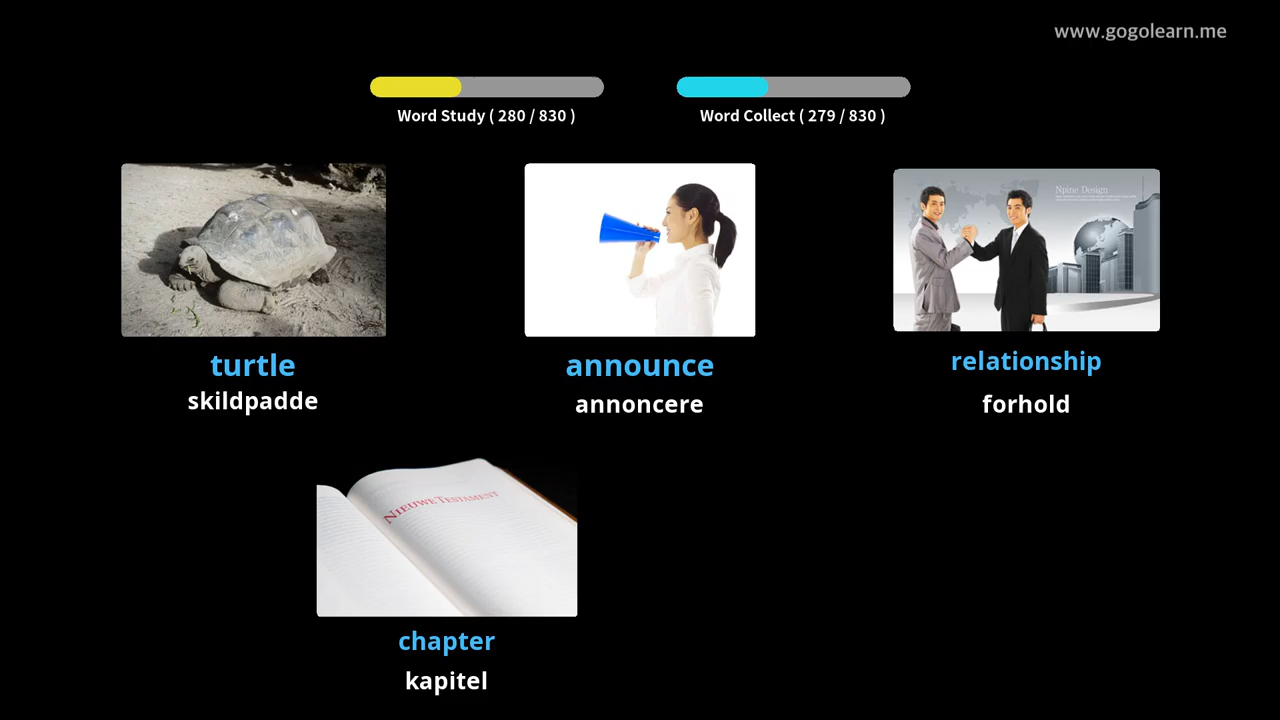 www.gogolearn.me
Word Study ( 280 / 830 )
Word Collect ( 279 / 830 )
Npine Design
turtle
skildpadde
announce
annoncere
relationship
forhold
NIEUWE TESTAMENT
chapter
kapitel